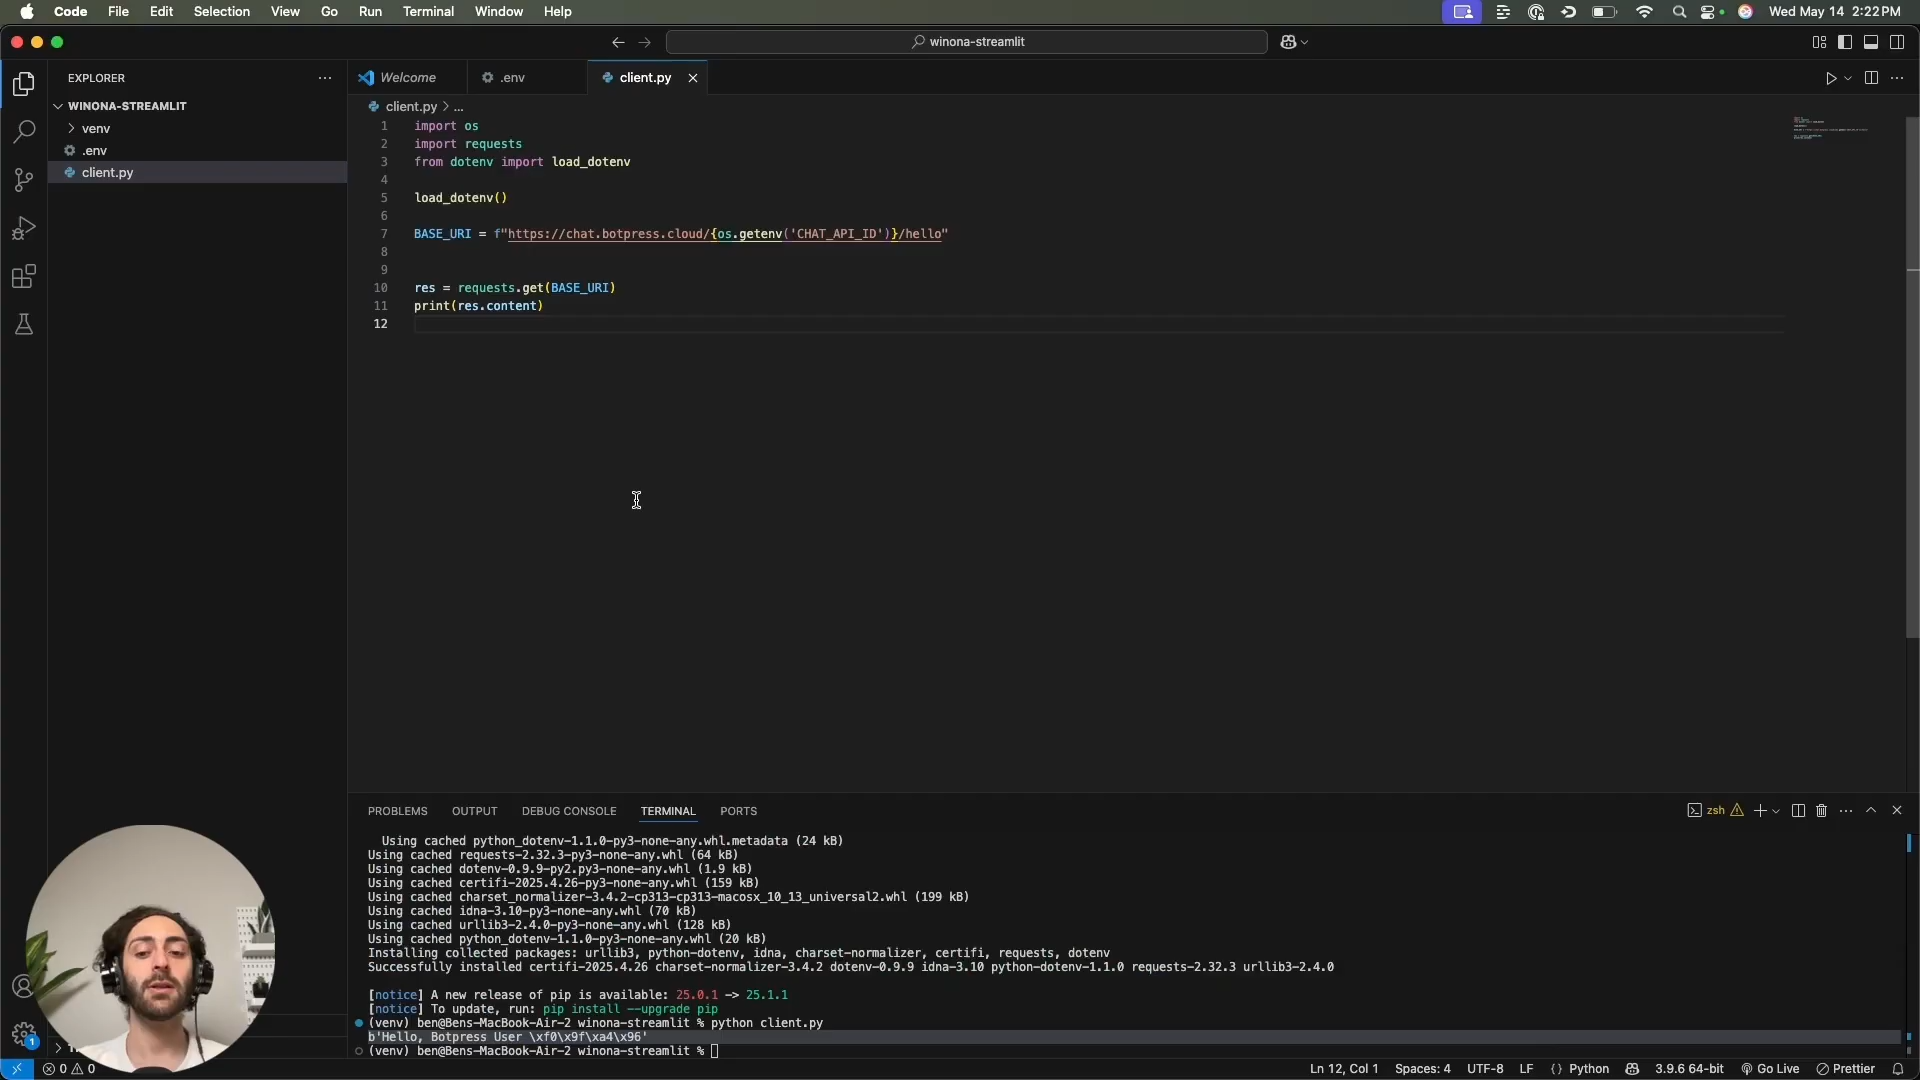 Code File Edit Selection View Go Run Terminal Window Help
Wed May 14 2:22 PM
winona-streamlit
EXPLORER
WINONA-STREAMLIT
venv
.env
client.py
Welcome
.env
client.py
client.py > ...
1 import os
2 import requests
3 from dotenv import load_dotenv
4
5 load_dotenv()
6
7 BASE_URI = f"https://chat.botpress.cloud/{os.getenv('CHAT_API_ID')}/hello"
8
9
10 res = requests.get(BASE_URI)
11 print(res.content)
12
PROBLEMS OUTPUT DEBUG CONSOLE TERMINAL PORTS
zsh
Using cached python_dotenv-1.1.0-py3-none-any.whl.metadata (24 kB)
Using cached requests-2.32.3-py3-none-any.whl (64 kB)
Using cached dotenv-0.9.9-py2.py3-none-any.whl (1.9 kB)
Using cached certifi-2025.4.26-py3-none-any.whl (159 kB)
Using cached charset_normalizer-3.4.2-cp313-cp313-macosx_10_13_universal2.whl (199 kB)
Using cached idna-3.10-py3-none-any.whl (70 kB)
Using cached urllib3-2.4.0-py3-none-any.whl (128 kB)
Using cached python_dotenv-1.1.0-py3-none-any.whl (20 kB)
Installing collected packages: urllib3, python-dotenv, idna, charset-normalizer, certifi, requests, dotenv
Successfully installed certifi-2025.4.26 charset-normalizer-3.4.2 dotenv-0.9.9 idna-3.10 python-dotenv-1.1.0 requests-2.32.3 urllib3-2.4.0
[notice] A new release of pip is available: 25.0.1 -> 25.1.1
[notice] To update, run: pip install --upgrade pip
(venv) ben@Bens-MacBook-Air-2 winona-streamlit % python client.py
b'Hello, Botpress User \xf0\x9f\xa4\x96'
(venv) ben@Bens-MacBook-Air-2 winona-streamlit %
1
0 0
Ln 12, Col 1 Spaces: 4 UTF-8 LF {} Python 3.9.6 64-bit Go Live Prettier